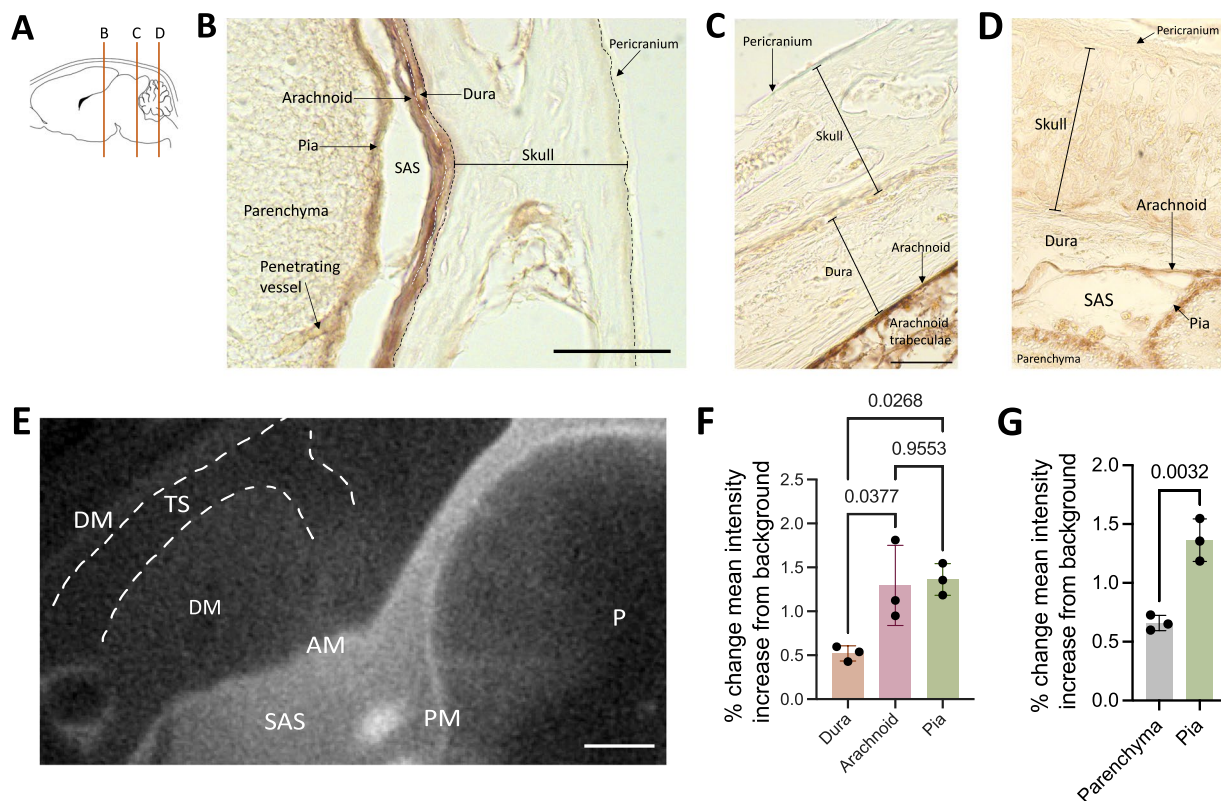 A
B
C
D
B
Pericranium
Arachnoid
Dura
Pia
SAS
Skull
Parenchyma
Penetrating
vessel
C
Pericranium
Skull
Dura
Arachnoid
Arachnoid
trabeculae
D
Pericranium
Skull
Arachnoid
Dura
SAS
Pia
Parenchyma
E
DM
TS
DM
P
AM
SAS
PM
F
0.0268
0.9553
0.0377
% change mean intensity
increase from background
2.5
2.0
1.5
1.0
0.5
0.0
Dura
Arachnoid
Pia
G
0.0032
% change mean intensity
increase from background
2.0
1.5
1.0
0.5
0.0
Parenchyma
Pia